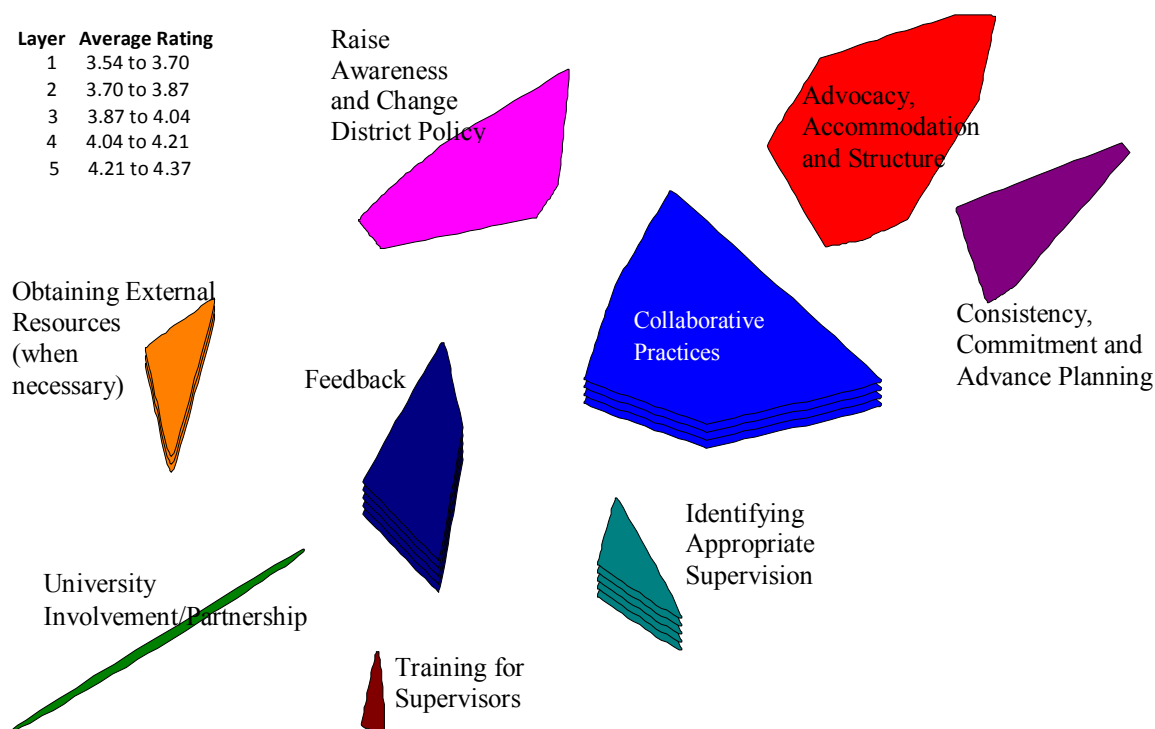 Layer Average Rating
1 3.54 to 3.70
2 3.70 to 3.87
3 3.87 to 4.04
4 4.04 to 4.21
5 4.21 to 4.37
Raise
Awareness
and Change
District Policy
Advocacy,
Accommodation
and Structure
Obtaining External
Resources
(when
necessary)
Feedback
Collaborative
Practices
Consistency,
Commitment and
Advance Planning
Identifying
Appropriate
Supervision
University
Involvement/Partnership
Training for
Supervisors